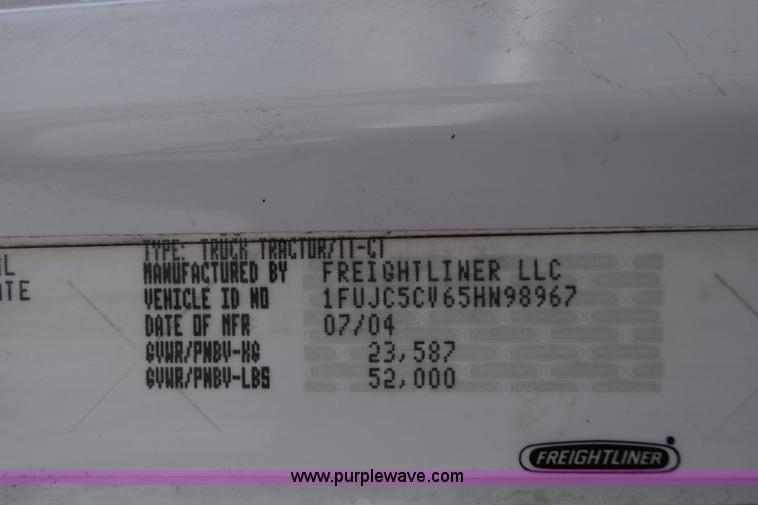 TYPE: TRUCK TRACTOR/TT-CT
MANUFACTURED BY FREIGHTLINER LLC
VEHICLE ID NO 1FUJC5CV65HN98967
DATE OF MFR 07/04
GVWR/PNBV-KG 23,587
GVWR/PNBV-LBS 52,000
FREIGHTLINER
www.purplewave.com